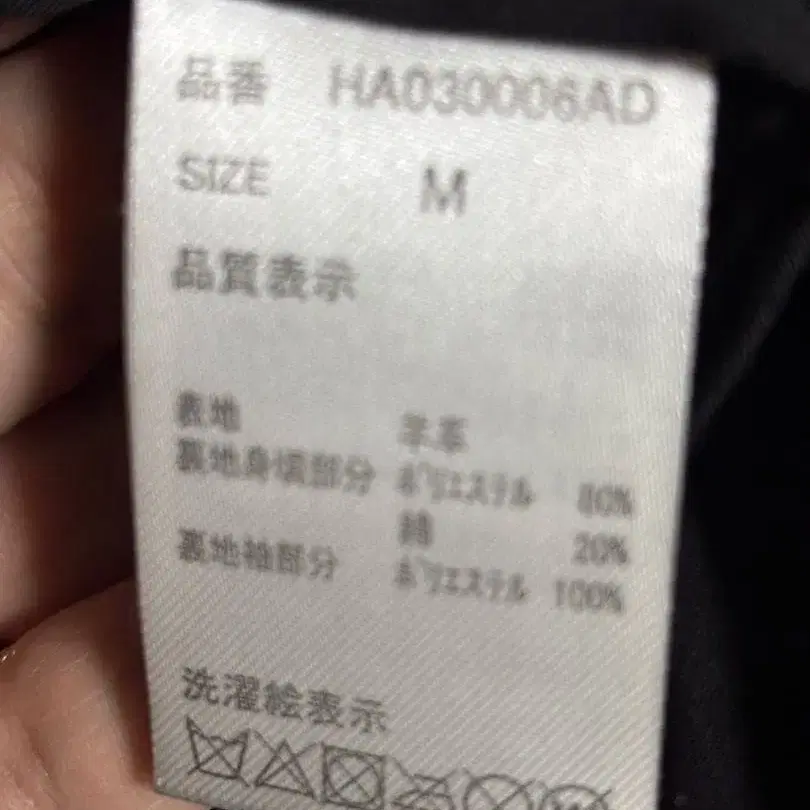 品番 HA030006AD
SIZE M
品質表示
表地 羊革
裏地身頃部分 ポリエステル 80%
綿 20%
裏地袖部分 ポリエステル 100%
洗濯絵表示